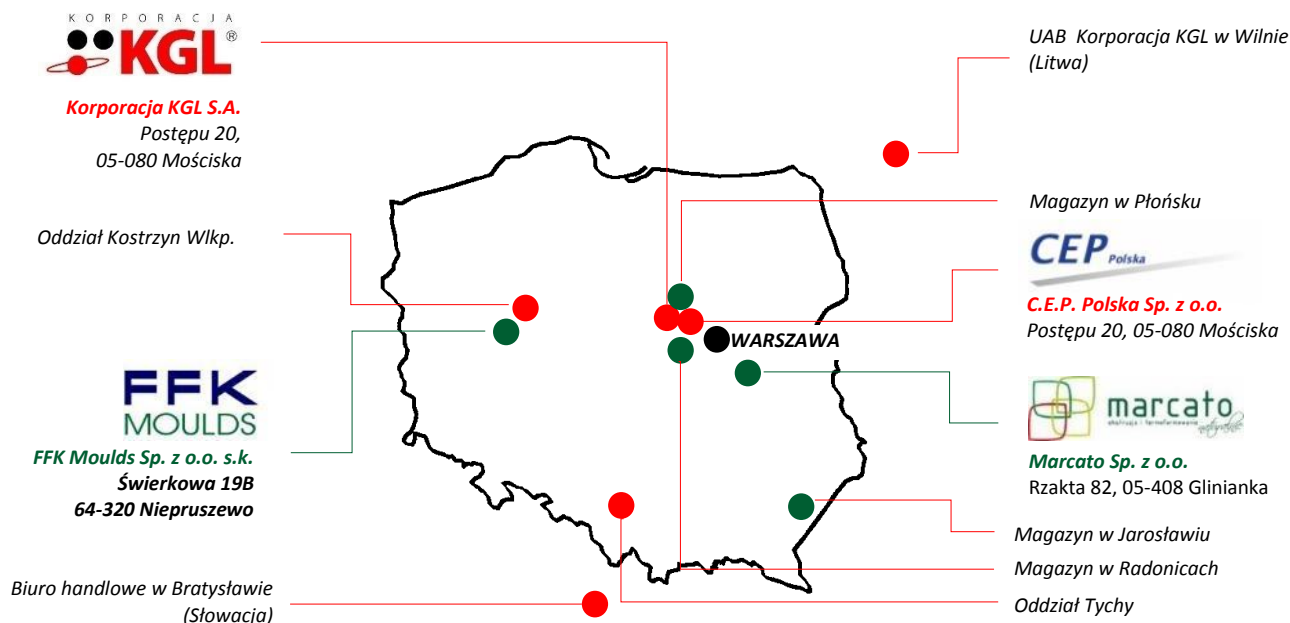 KORPORACJA
KGL®
Korporacja KGL S.A.
Postępu 20,
05-080 Mościska
Oddział Kostrzyn Wlkp.
FFK
MOULDS
FFK Moulds Sp. z o.o. s.k.
Świerkowa 19B
64-320 Niepruszewo
Biuro handlowe w Bratysławie
(Słowacja)
WARSZAWA
UAB Korporacja KGL w Wilnie
(Litwa)
Magazyn w Płońsku
CEP Polska
C.E.P. Polska Sp. z o.o.
Postępu 20, 05-080 Mościska
marcato
ekstruzja i termoformowanie
naturalnie
Marcato Sp. z o.o.
Rzakta 82, 05-408 Glinianka
Magazyn w Jarosławiu
Magazyn w Radonicach
Oddział Tychy